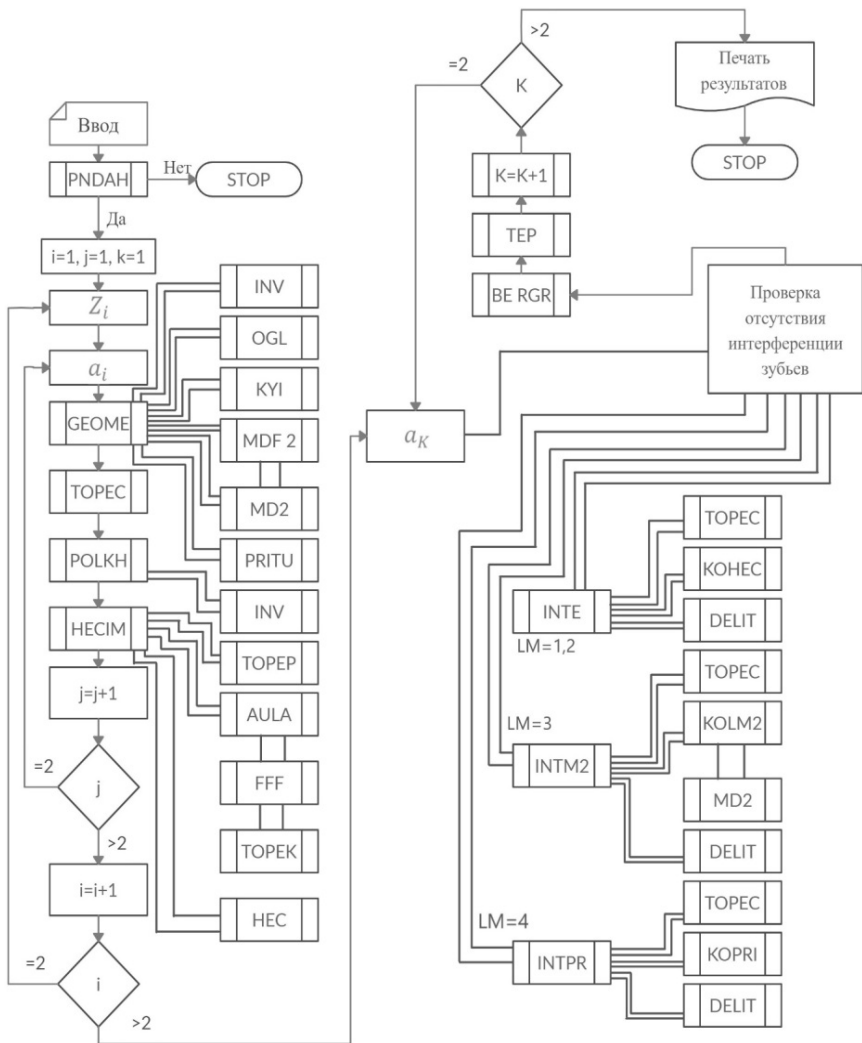 Ввод
PNDAH
Нет
STOP
Да
i=1, j=1, k=1
Z_i
a_i
GEOME
TOPEC
POLKH
HECIM
j=j+1
=2
j
>2
i=i+1
=2
i
>2
INV
OGL
KYI
MDF 2
MD2
PRITU
INV
TOPEP
AULA
FFF
TOPEK
HEC
>2
=2
K
Печать
результатов
STOP
K=K+1
TEP
BE RGR
Проверка
отсутствия
интерференции
зубьев
a_K
INTE
LM=1,2
TOPEC
KOHEC
DELIT
LM=3
INTM2
TOPEC
KOLM2
MD2
DELIT
LM=4
INTPR
TOPEC
KOPRI
DELIT